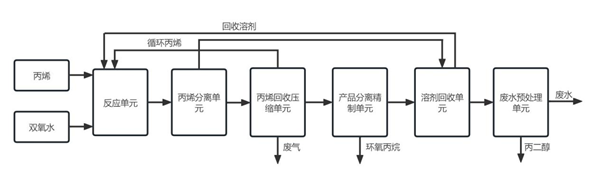 回收溶剂
循环丙烯
丙烯
双氧水
反应单元
丙烯分离单
元
丙烯回收压
缩单元
产品分离精
制单元
溶剂回收单
元
废水预处理
单元
废水
废气
环氧丙烷
丙二醇